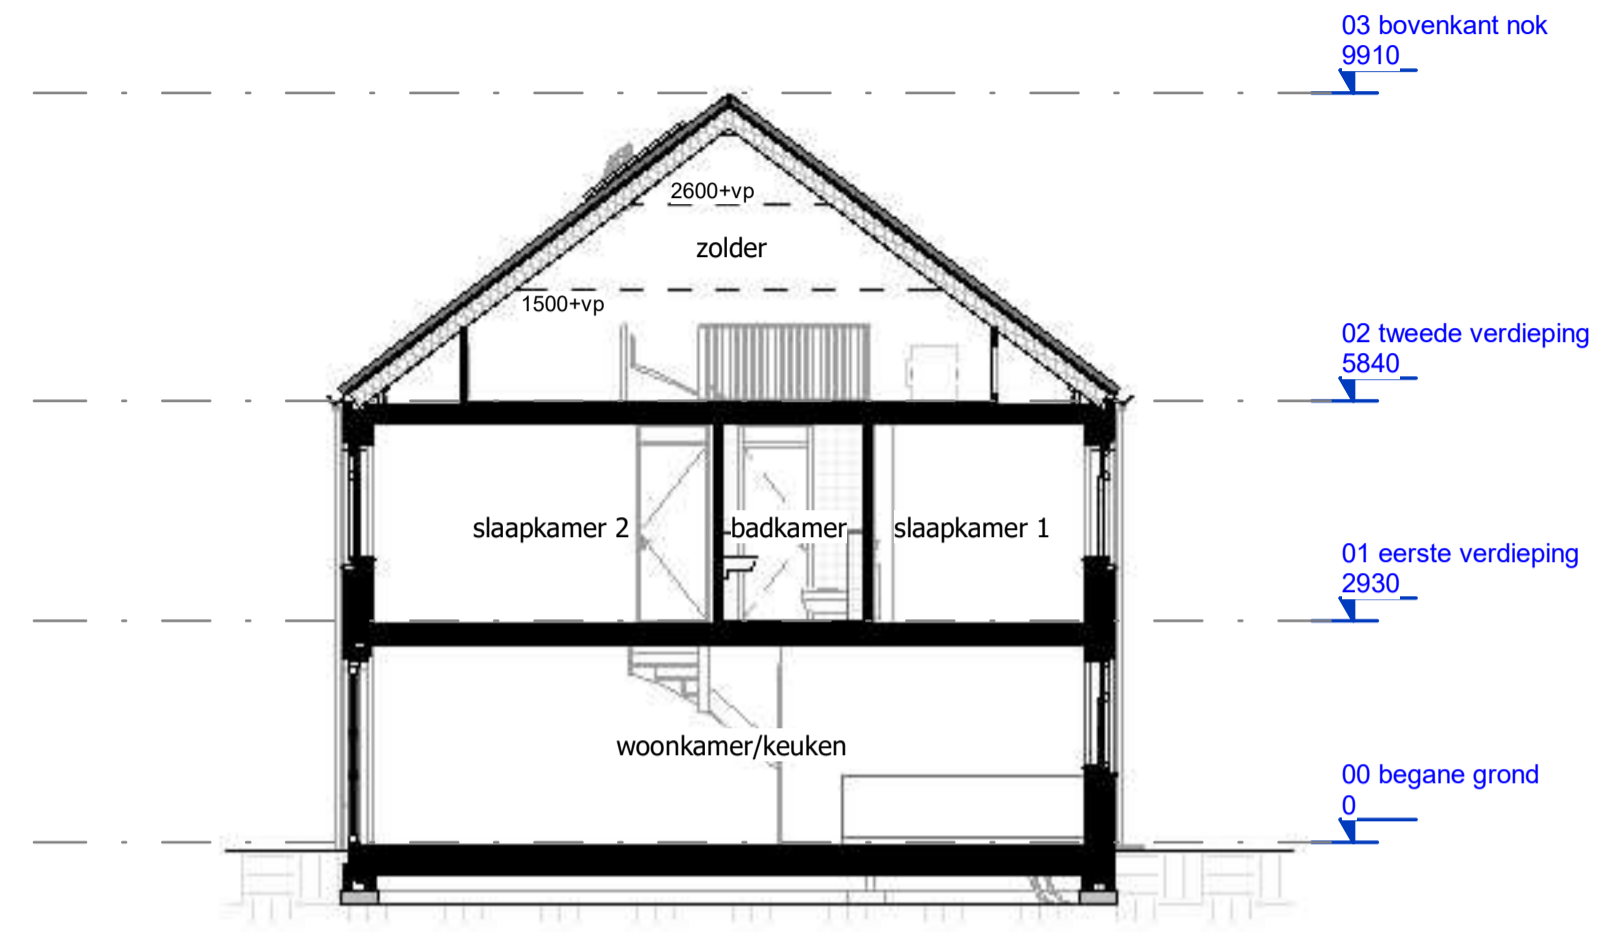 03 bovenkant nok
9910
2600+vp
zolder
1500+vp
02 tweede verdieping
5840
slaapkamer 2
badkamer
slaapkamer 1
01 eerste verdieping
2930
woonkamer/keuken
00 begane grond
0